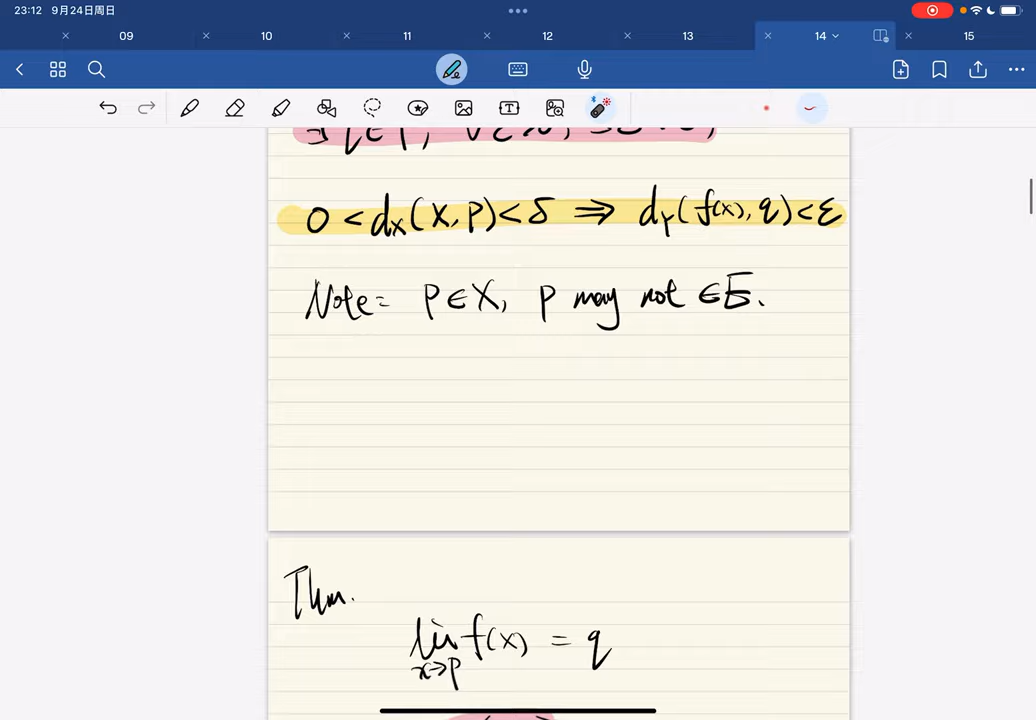 23:12 9月24日周日
09 10 11 12 13 14 15
0 < dₓ(x, p) < δ ⇒ d_Y(f(x), q) < ε
Note: p ∈ X, p may not ∈ E.
Thm.
lim f(x) = q
x→p